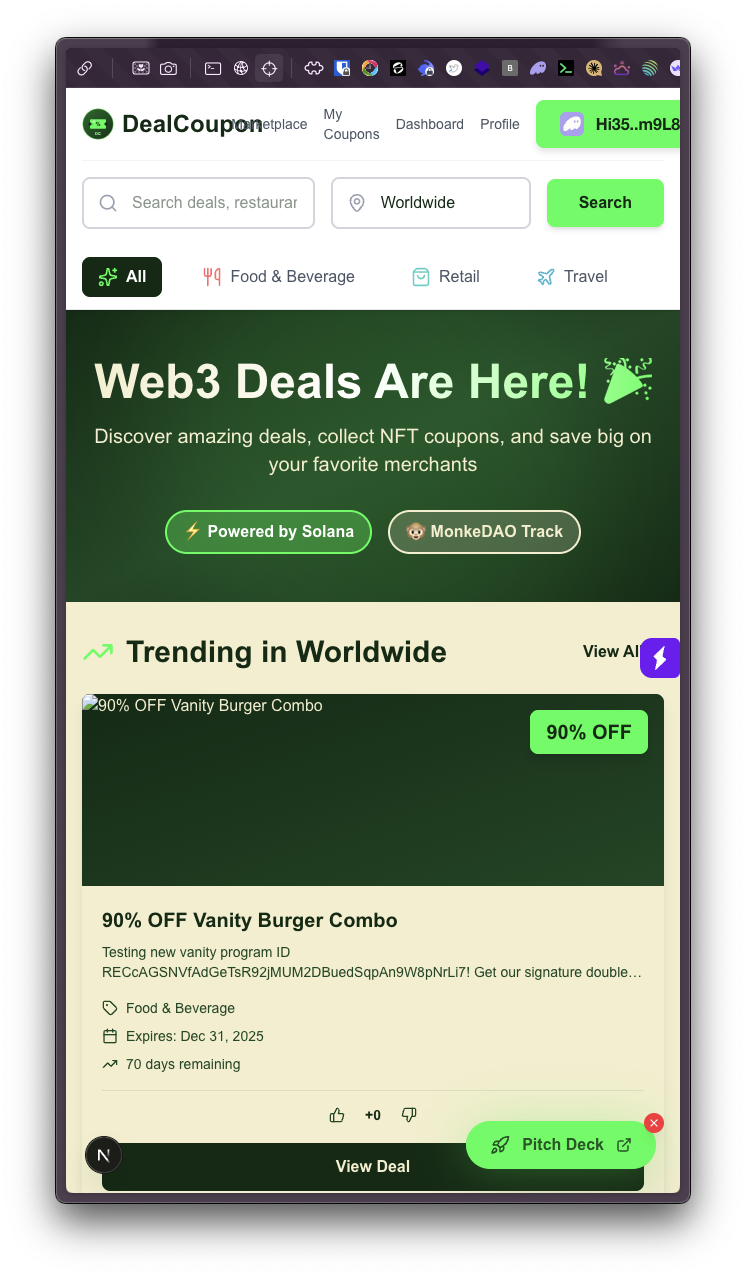 DealCoupon
Marketplace
My
Coupons
Dashboard
Profile
Hi35..m9L8
Search deals, restauran
Worldwide
Search
All
Food & Beverage
Retail
Travel
Web3 Deals Are Here! 🎉
Discover amazing deals, collect NFT coupons, and save big on
your favorite merchants
⚡ Powered by Solana
🐵 MonkeDAO Track
Trending in Worldwide
View All
90% OFF Vanity Burger Combo
90% OFF
90% OFF Vanity Burger Combo
Testing new vanity program ID
RECcAGSNVfAdGeTsR92jMUM2DBuedSqpAn9W8pNrLi7! Get our signature double…
Food & Beverage
Expires: Dec 31, 2025
70 days remaining
+0
Pitch Deck
N
View Deal